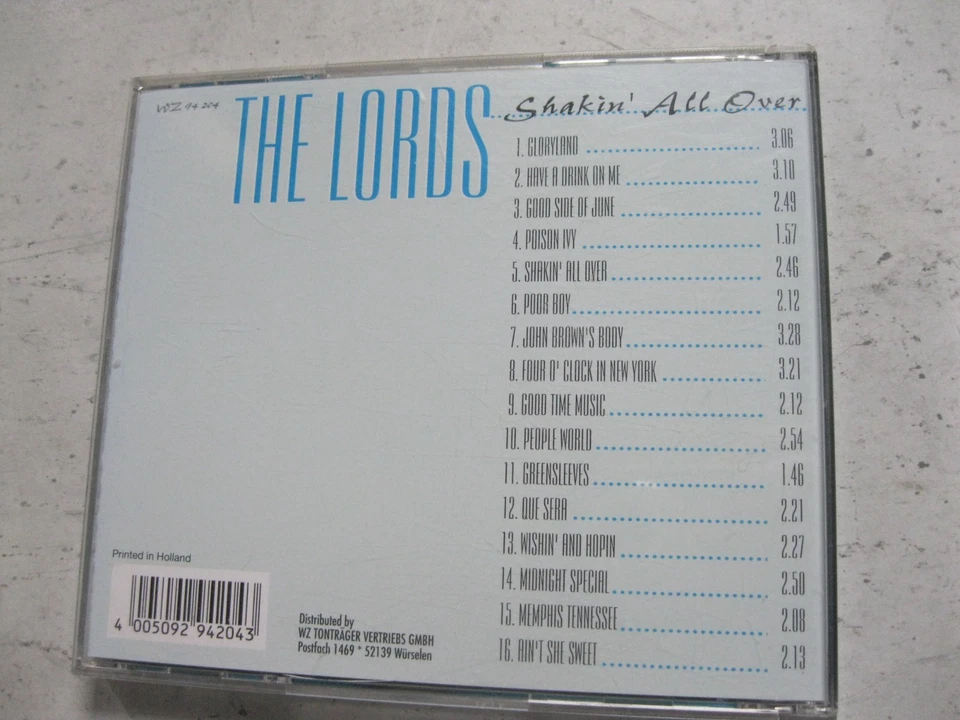 WZ 94 204
THE LORDS
Shakin' All Over
1. GLORYLAND 3.06
2. HAVE A DRINK ON ME 3.10
3. GOOD SIDE OF JUNE 2.49
4. POISON IVY 1.57
5. SHAKIN' ALL OVER 2.46
6. POOR BOY 2.12
7. JOHN BROWN'S BODY 3.28
8. FOUR O' CLOCK IN NEW YORK 3.21
9. GOOD TIME MUSIC 2.12
10. PEOPLE WORLD 2.54
11. GREENSLEEVES 1.46
12. QUE SERA 2.21
13. WISHIN' AND HOPIN 2.27
14. MIDNIGHT SPECIAL 2.50
15. MEMPHIS TENNESSEE 2.08
16. AIN'T SHE SWEET 2.13
Printed in Holland
4 005092 942043
Distributed by
WZ TONTRÄGER VERTRIEBS GMBH
Postfach 1469 * 52139 Würselen